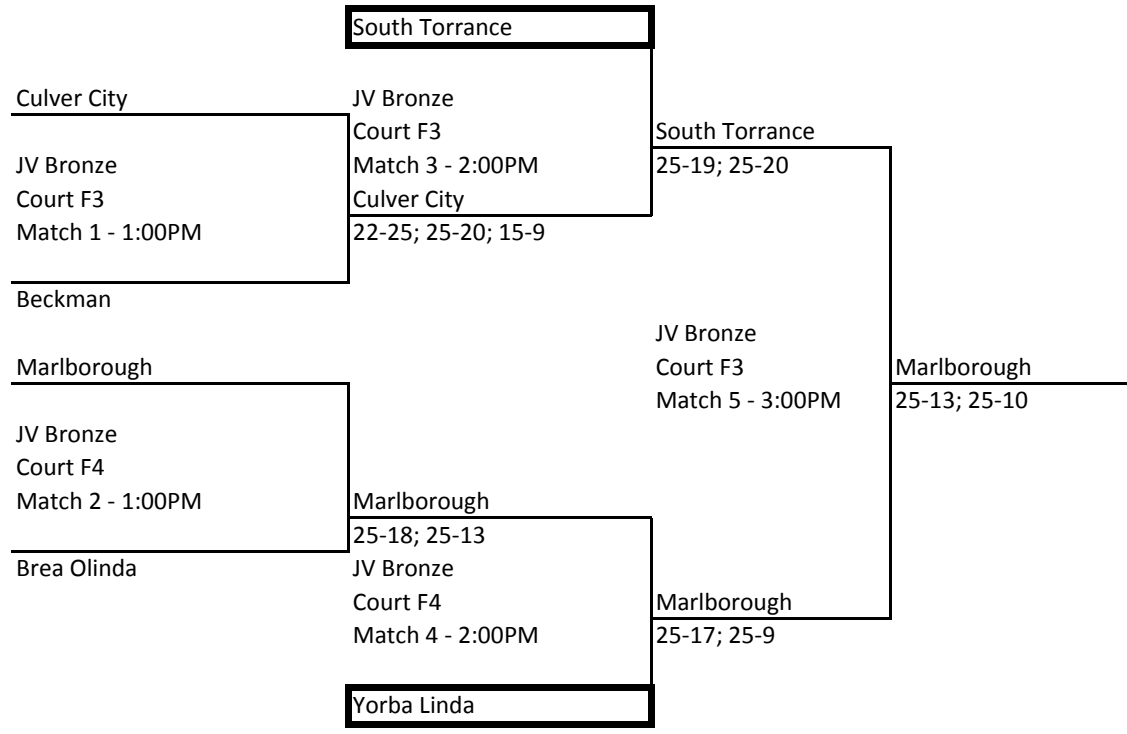 South Torrance
Culver City
JV Bronze
Court F3
South Torrance
JV Bronze
Match 3 - 2:00PM
25-19; 25-20
Court F3
Culver City
Match 1 - 1:00PM
22-25; 25-20; 15-9
Beckman
JV Bronze
Marlborough
Court F3
Marlborough
Match 5 - 3:00PM
25-13; 25-10
JV Bronze
Court F4
Match 2 - 1:00PM
Marlborough
25-18; 25-13
Brea Olinda
JV Bronze
Court F4
Marlborough
Match 4 - 2:00PM
25-17; 25-9
Yorba Linda